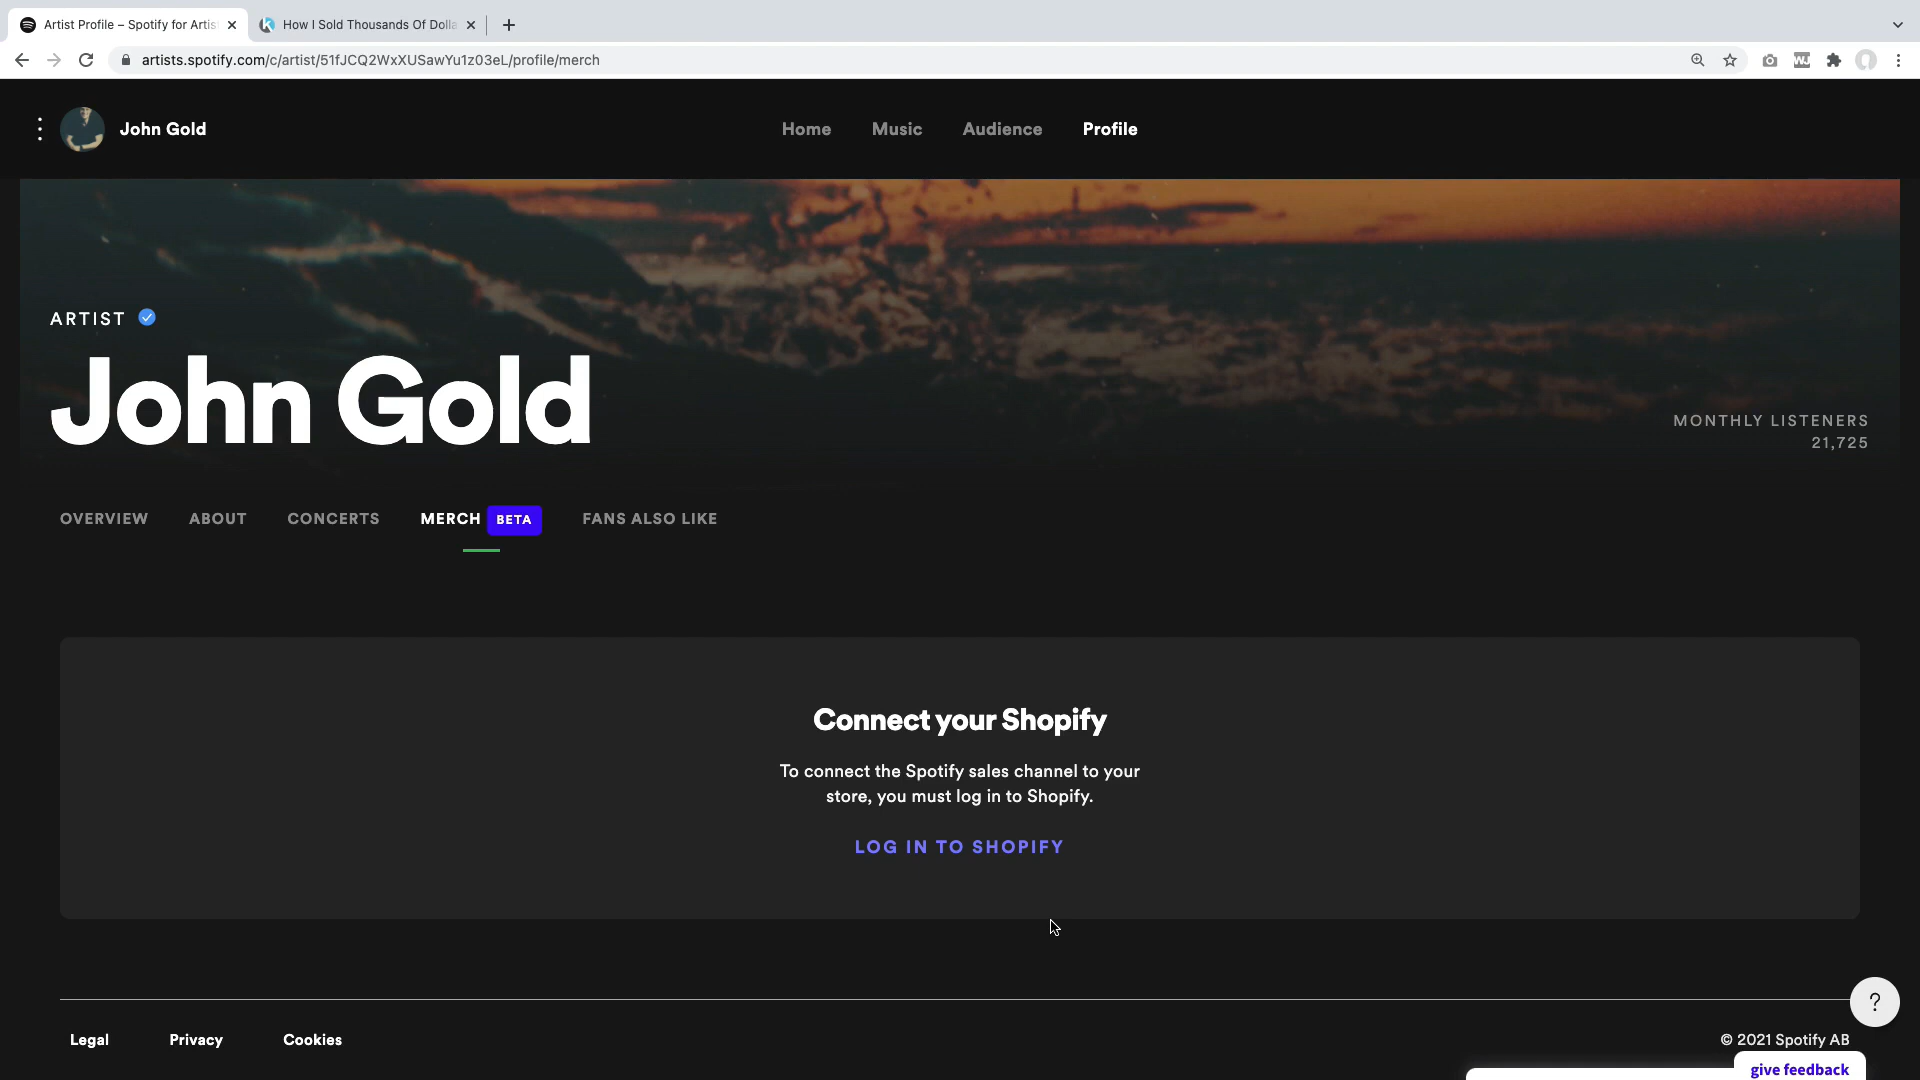 Artist Profile – Spotify for Artis
How I Sold Thousands Of Dolla
artists.spotify.com/c/artist/51fJCQ2WxXUSawYu1z03eL/profile/merch
WJ
John Gold
Home
Music
Audience
Profile
ARTIST
John Gold
MONTHLY LISTENERS
21,725
OVERVIEW
ABOUT
CONCERTS
MERCH BETA
FANS ALSO LIKE
Connect your Shopify
To connect the Spotify sales channel to your
store, you must log in to Shopify.
LOG IN TO SHOPIFY
?
Legal
Privacy
Cookies
© 2021 Spotify AB
give feedback